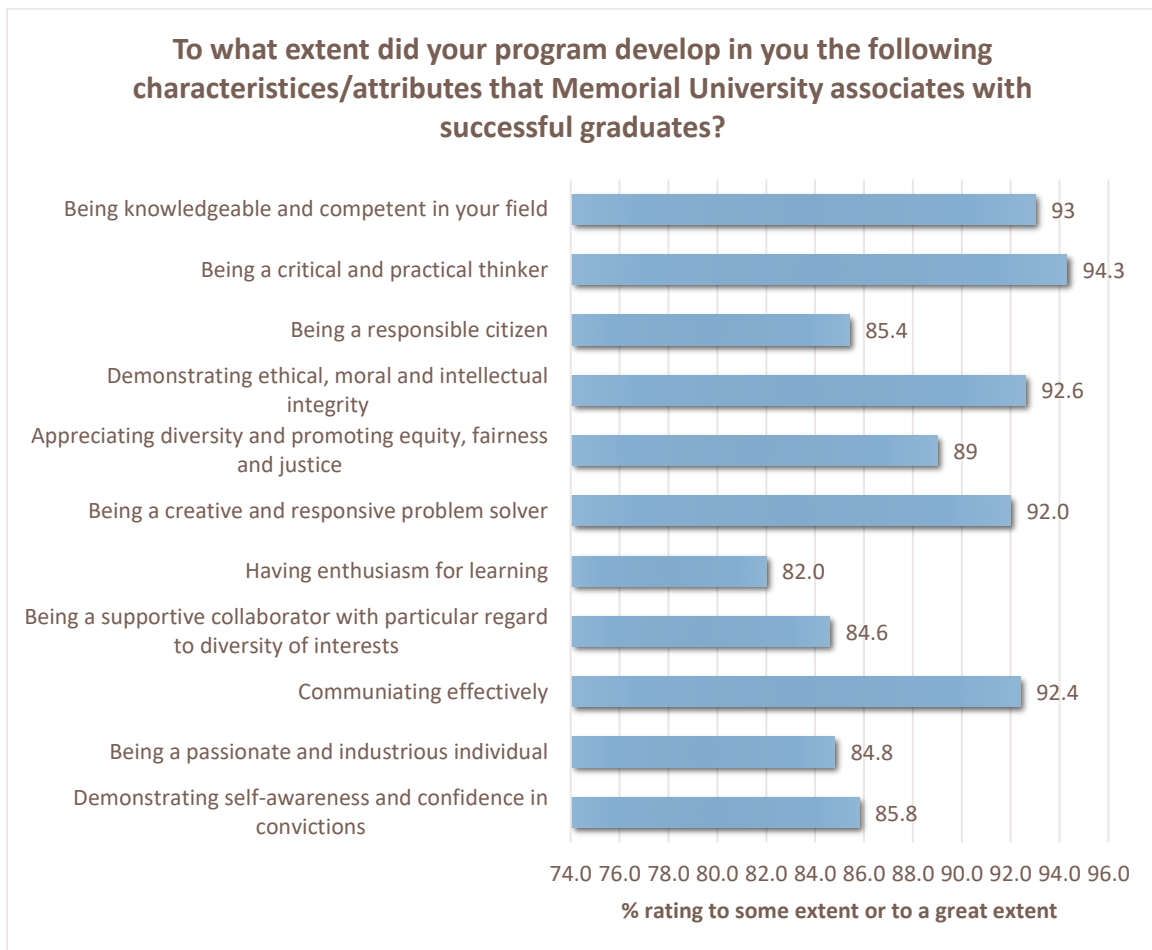 To what extent did your program develop in you the following
characteristices/attributes that Memorial University associates with
successful graduates?
Being knowledgeable and competent in your field
93
Being a critical and practical thinker
94.3
Being a responsible citizen
85.4
Demonstrating ethical, moral and intellectual
integrity
92.6
Appreciating diversity and promoting equity, fairness
and justice
89
Being a creative and responsive problem solver
92.0
Having enthusiasm for learning
82.0
Being a supportive collaborator with particular regard
to diversity of interests
84.6
Communiating effectively
92.4
Being a passionate and industrious individual
84.8
Demonstrating self-awareness and confidence in
convictions
85.8
74.0 76.0 78.0 80.0 82.0 84.0 86.0 88.0 90.0 92.0 94.0 96.0
% rating to some extent or to a great extent